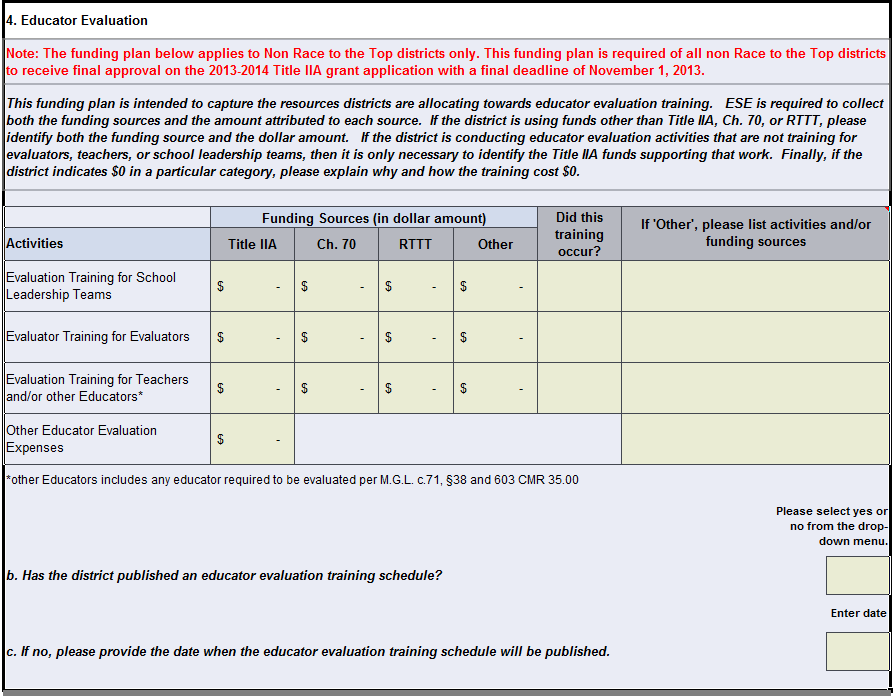 4. Educator Evaluation
Note: The funding plan below applies to Non Race to the Top districts only. This funding plan is required of all non Race to the Top districts
to receive final approval on the 2013-2014 Title IIA grant application with a final deadline of November 1, 2013.
This funding plan is intended to capture the resources districts are allocating towards educator evaluation training. ESE is required to collect
both the funding sources and the amount attributed to each source. If the district is using funds other than Title IIA, Ch. 70, or RTTT, please
identify both the funding source and the dollar amount. If the district is conducting educator evaluation activities that are not training for
evaluators, teachers, or school leadership teams, then it is only necessary to identify the Title IIA funds supporting that work. Finally, if the
district indicates $0 in a particular category, please explain why and how the training cost $0.
Funding Sources (in dollar amount)
Did this
training
occur?
If 'Other', please list activities and/or
funding sources
Activities
Title IIA
Ch. 70
RTTT
Other
Evaluation Training for School
Leadership Teams
$ - $ - $ - $ -
Evaluator Training for Evaluators
$ - $ - $ - $ -
Evaluation Training for Teachers
and/or other Educators*
$ - $ - $ - $ -
Other Educator Evaluation
Expenses
$ -
*other Educators includes any educator required to be evaluated per M.G.L. c.71, §38 and 603 CMR 35.00
Please select yes or
no from the drop-
down menu.
b. Has the district published an educator evaluation training schedule?
Enter date
c. If no, please provide the date when the educator evaluation training schedule will be published.